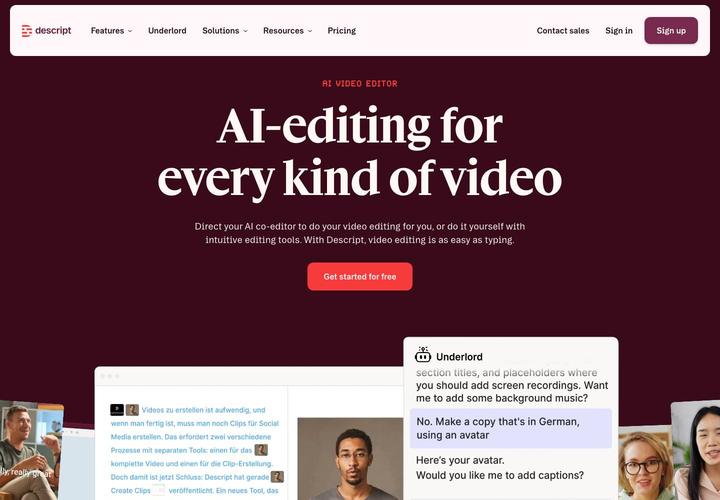 descript
Features
Underlord
Solutions
Resources
Pricing
Contact sales
Sign in
Sign up
AI VIDEO EDITOR
AI-editing for
every kind of video
Direct your AI co-editor to do your video editing for you, or do it yourself with
intuitive editing tools. With Descript, video editing is as easy as typing.
Get started for free
Underlord
section titles, and placeholders where
you should add screen recordings. Want
me to add some background music?
No. Make a copy that's in German,
using an avatar
Here's your avatar.
Would you like me to add captions?
Videos zu erstellen ist aufwendig, und
wenn man fertig ist, muss man noch Clips für Social
Media erstellen. Das erfordert zwei verschiedene
Prozesse mit separaten Tools: einen für das
komplette Video und einen für die Clip-Erstellung.
Doch damit ist jetzt Schluss: Descript hat gerade
Create Clips veröffentlicht. Ein neues Tool, das
really great